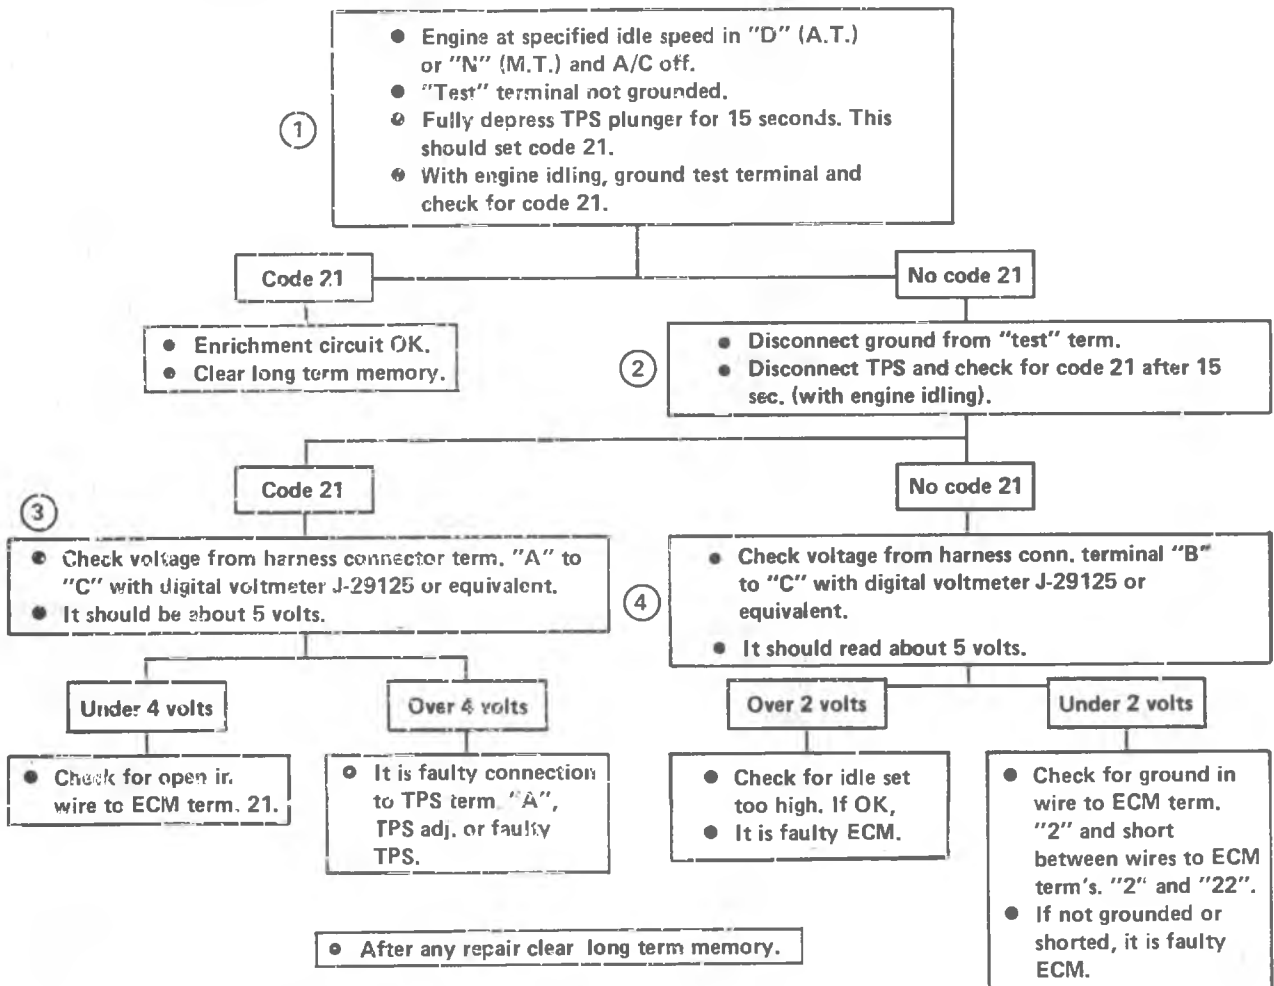 ① 
● Engine at specified idle speed in "D" (A.T.)
or "N" (M.T.) and A/C off.
● "Test" terminal not grounded.
● Fully depress TPS plunger for 15 seconds. This
should set code 21.
● With engine idling, ground test terminal and
check for code 21.
Code 21
No code 21
● Enrichment circuit OK.
● Clear long term memory.
②
● Disconnect ground from "test" term.
● Disconnect TPS and check for code 21 after 15
sec. (with engine idling).
Code 21
No code 21
③
● Check voltage from harness connector term. "A" to
"C" with digital voltmeter J-29125 or equivalent.
● It should be about 5 volts.
④
● Check voltage from harness conn. terminal "B"
to "C" with digital voltmeter J-29125 or
equivalent.
● It should read about 5 volts.
Under 4 volts
Over 4 volts
Over 2 volts
Under 2 volts
● Check for open in
wire to ECM term. 21.
● It is faulty connection
to TPS term. "A",
TPS adj. or faulty
TPS.
● Check for idle set
too high. If OK,
● It is faulty ECM.
● Check for ground in
wire to ECM term.
"2" and short
between wires to ECM
term's. "2" and "22".
● If not grounded or
shorted, it is faulty
ECM.
● After any repair clear long term memory.